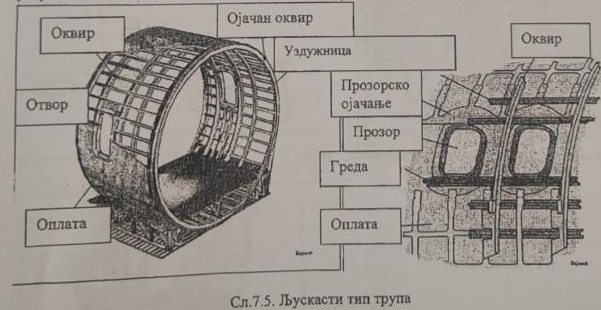 Оквир
Ојачан оквир
Уздужница
Отвор
Оплата
Оквир
Прозорско
ојачање
Прозор
Греда
Оплата
Сл.7.5. Љускасти тип трупа